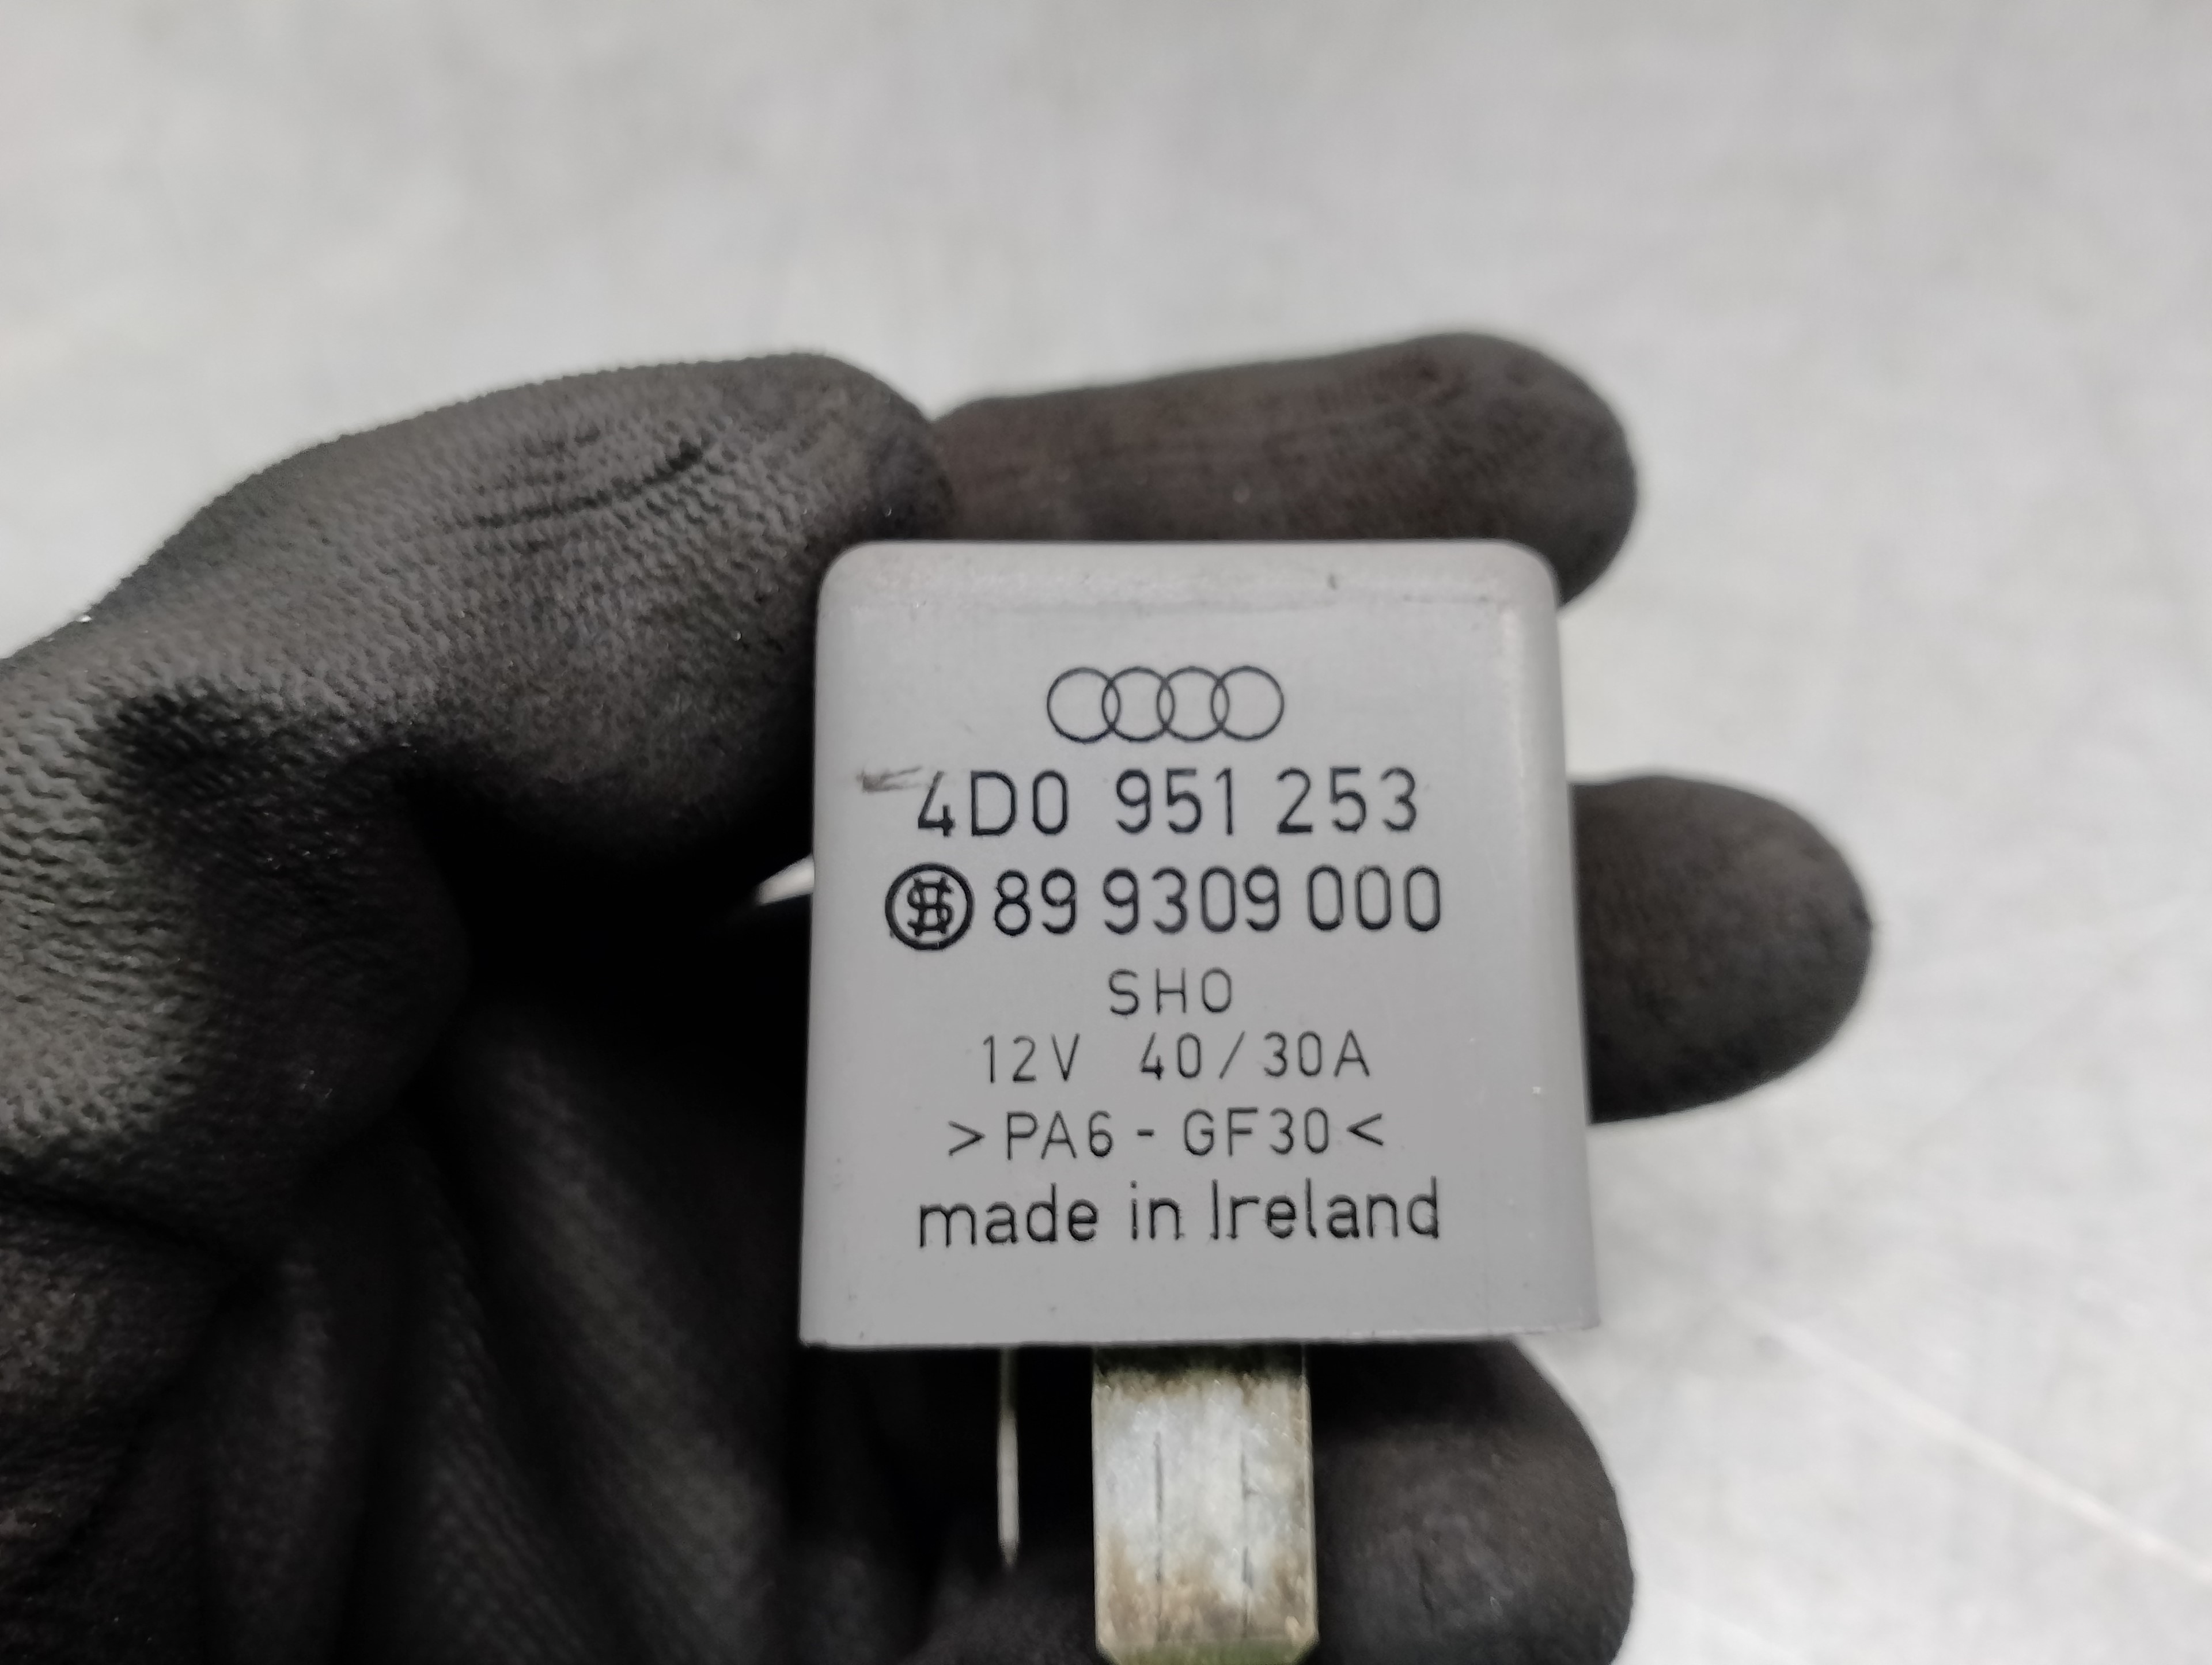 4D0 951 253
89 9309 000
SHO
12V 40/30A
>PA6-GF30<
made in Ireland